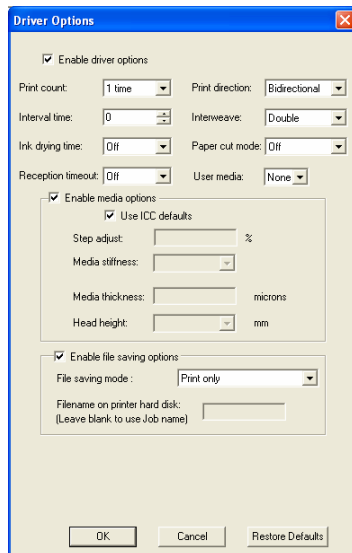 Driver Options
Enable driver options
Print count: 1 time Print direction: Bidirectional
Interval time: 0 Interweave: Double
Ink drying time: Off Paper cut mode: Off
Reception timeout: Off User media: None
Enable media options
Use ICC defaults
Step adjust: %
Media stiffness:
Media thickness: microns
Head height: mm
Enable file saving options
File saving mode : Print only
Filename on printer hard disk:
(Leave blank to use Job name)
OK Cancel Restore Defaults